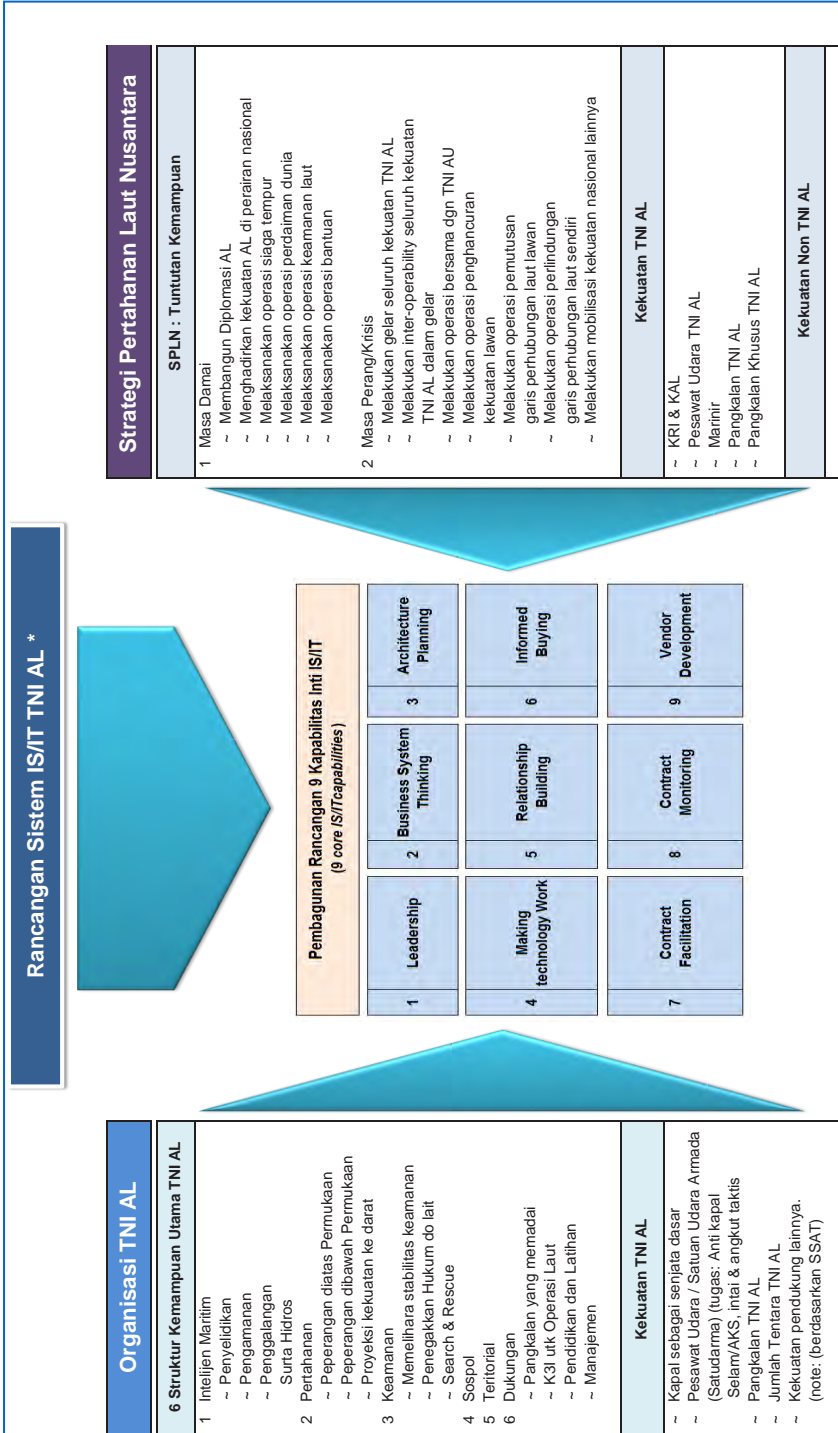 Rancangan Sistem IS/IT TNI AL *
Organisasi TNI AL
6 Struktur Kemampuan Utama TNI AL
1 Intelijen Maritim
~ Penyelidikan
~ Pengamanan
~ Penggalangan
Surta Hidros
2 Pertahanan
~ Peperangan diatas Permukaan
~ Peperangan dibawah Permukaan
~ Proyeksi kekuatan ke darat
3 Keamanan
~ Memelihara stabilitas keamanan
~ Penegakkan Hukum do lait
~ Search & Rescue
4 Sospol
5 Teritorial
6 Dukungan
~ Pangkalan yang memadai
~ K3I utk Operasi Laut
~ Pendidikan dan Latihan
~ Manajemen
Kekuatan TNI AL
~ Kapal sebagai senjata dasar
~ Pesawat Udara / Satuan Udara Armada
(Satudarma) (tugas: Anti kapal
Selam/AKS, intai & angkut taktis
~ Pangkalan TNI AL
~ Jumlah Tentara TNI AL
~ Kekuatan pendukung lainnya.
(note: (berdasarkan SSAT)
Pembagunan Rancangan 9 Kapabilitas Inti IS/IT
(9 core IS/ITcapabilities)
1 Leadership
2 Business System
Thinking
3 Architecture
Planning
4 Making
technology Work
5 Relationship
Building
6 Informed
Buying
7 Contract
Facilitation
8 Contract
Monitoring
9 Vendor
Development
Strategi Pertahanan Laut Nusantara
SPLN : Tuntutan Kemampuan
1 Masa Damai
~ Membangun Diplomasi AL
~ Menghadirkan kekuatan AL di perairan nasional
~ Melaksanakan operasi siaga tempur
~ Melaksanakan operasi perdaiman dunia
~ Melaksanakan operasi keamanan laut
~ Melaksanakan operasi bantuan
2 Masa Perang/Krisis
~ Melakukan gelar seluruh kekuatan TNI AL
~ Melakukan inter-operability seluruh kekuatan
TNI AL dalam gelar
~ Melakukan operasi bersama dgn TNI AU
~ Melakukan operasi penghancuran
kekuatan lawan
~ Melakukan operasi pemutusan
garis perhubungan laut lawan
~ Melakukan operasi perlindungan
garis perhubungan laut sendiri
~ Melakukan mobilisasi kekuatan nasional lainnya
Kekuatan TNI AL
~ KRI & KAL
~ Pesawat Udara TNI AL
~ Marinir
~ Pangkalan TNI AL
~ Pangkalan Khusus TNI AL
Kekuatan Non TNI AL